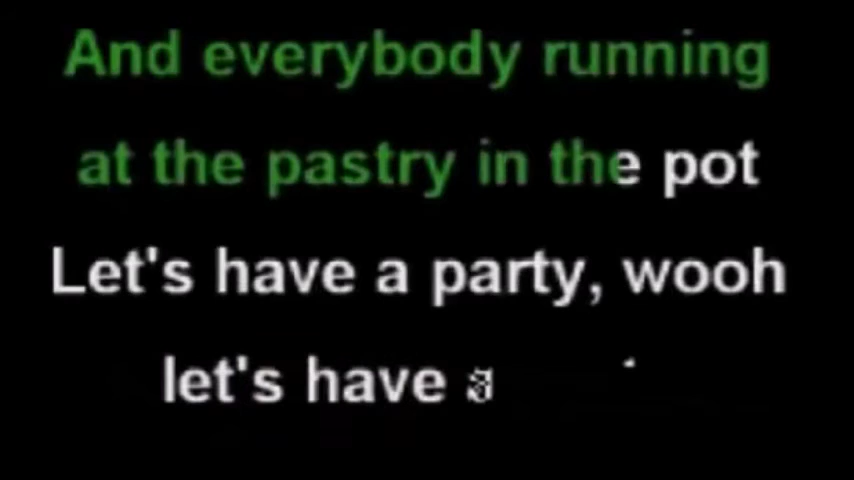 And everybody running
at the pastry in the pot
Let's have a party, wooh
let's have a